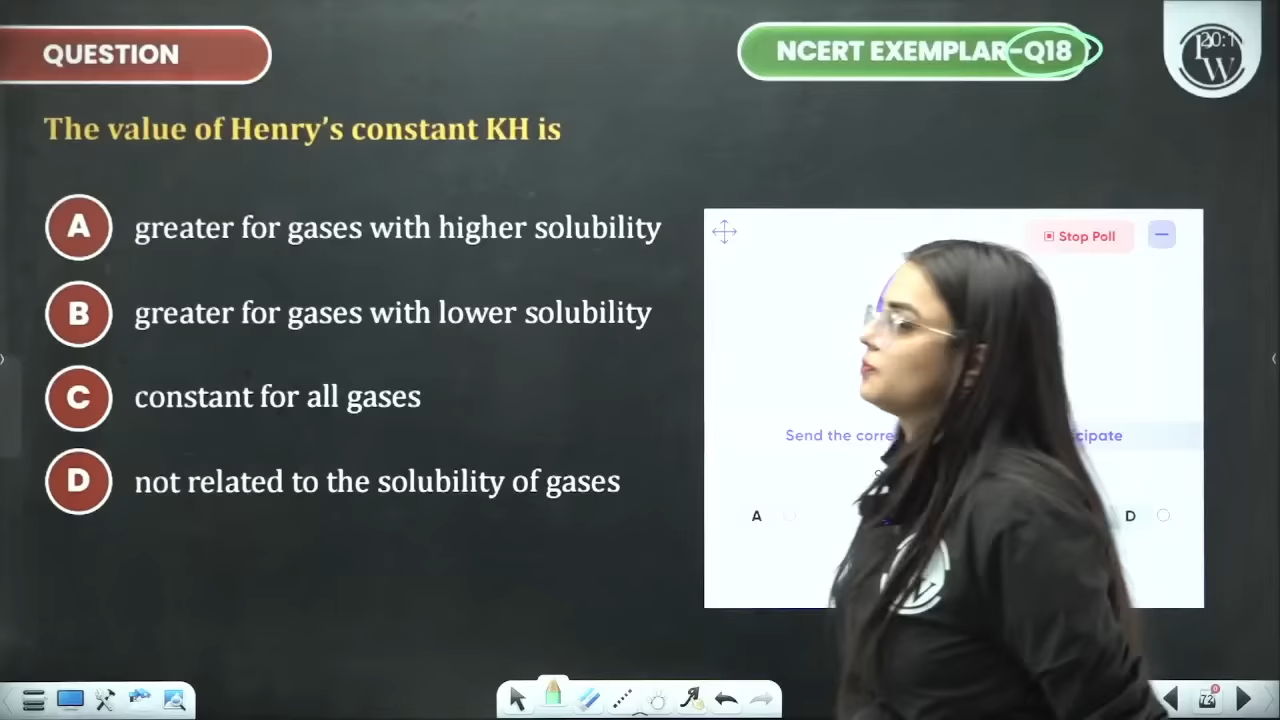 QUESTION
NCERT EXEMPLAR-Q18
The value of Henry's constant KH is
A greater for gases with higher solubility
B greater for gases with lower solubility
C constant for all gases
D not related to the solubility of gases
Stop Poll
Send the
A
D
72